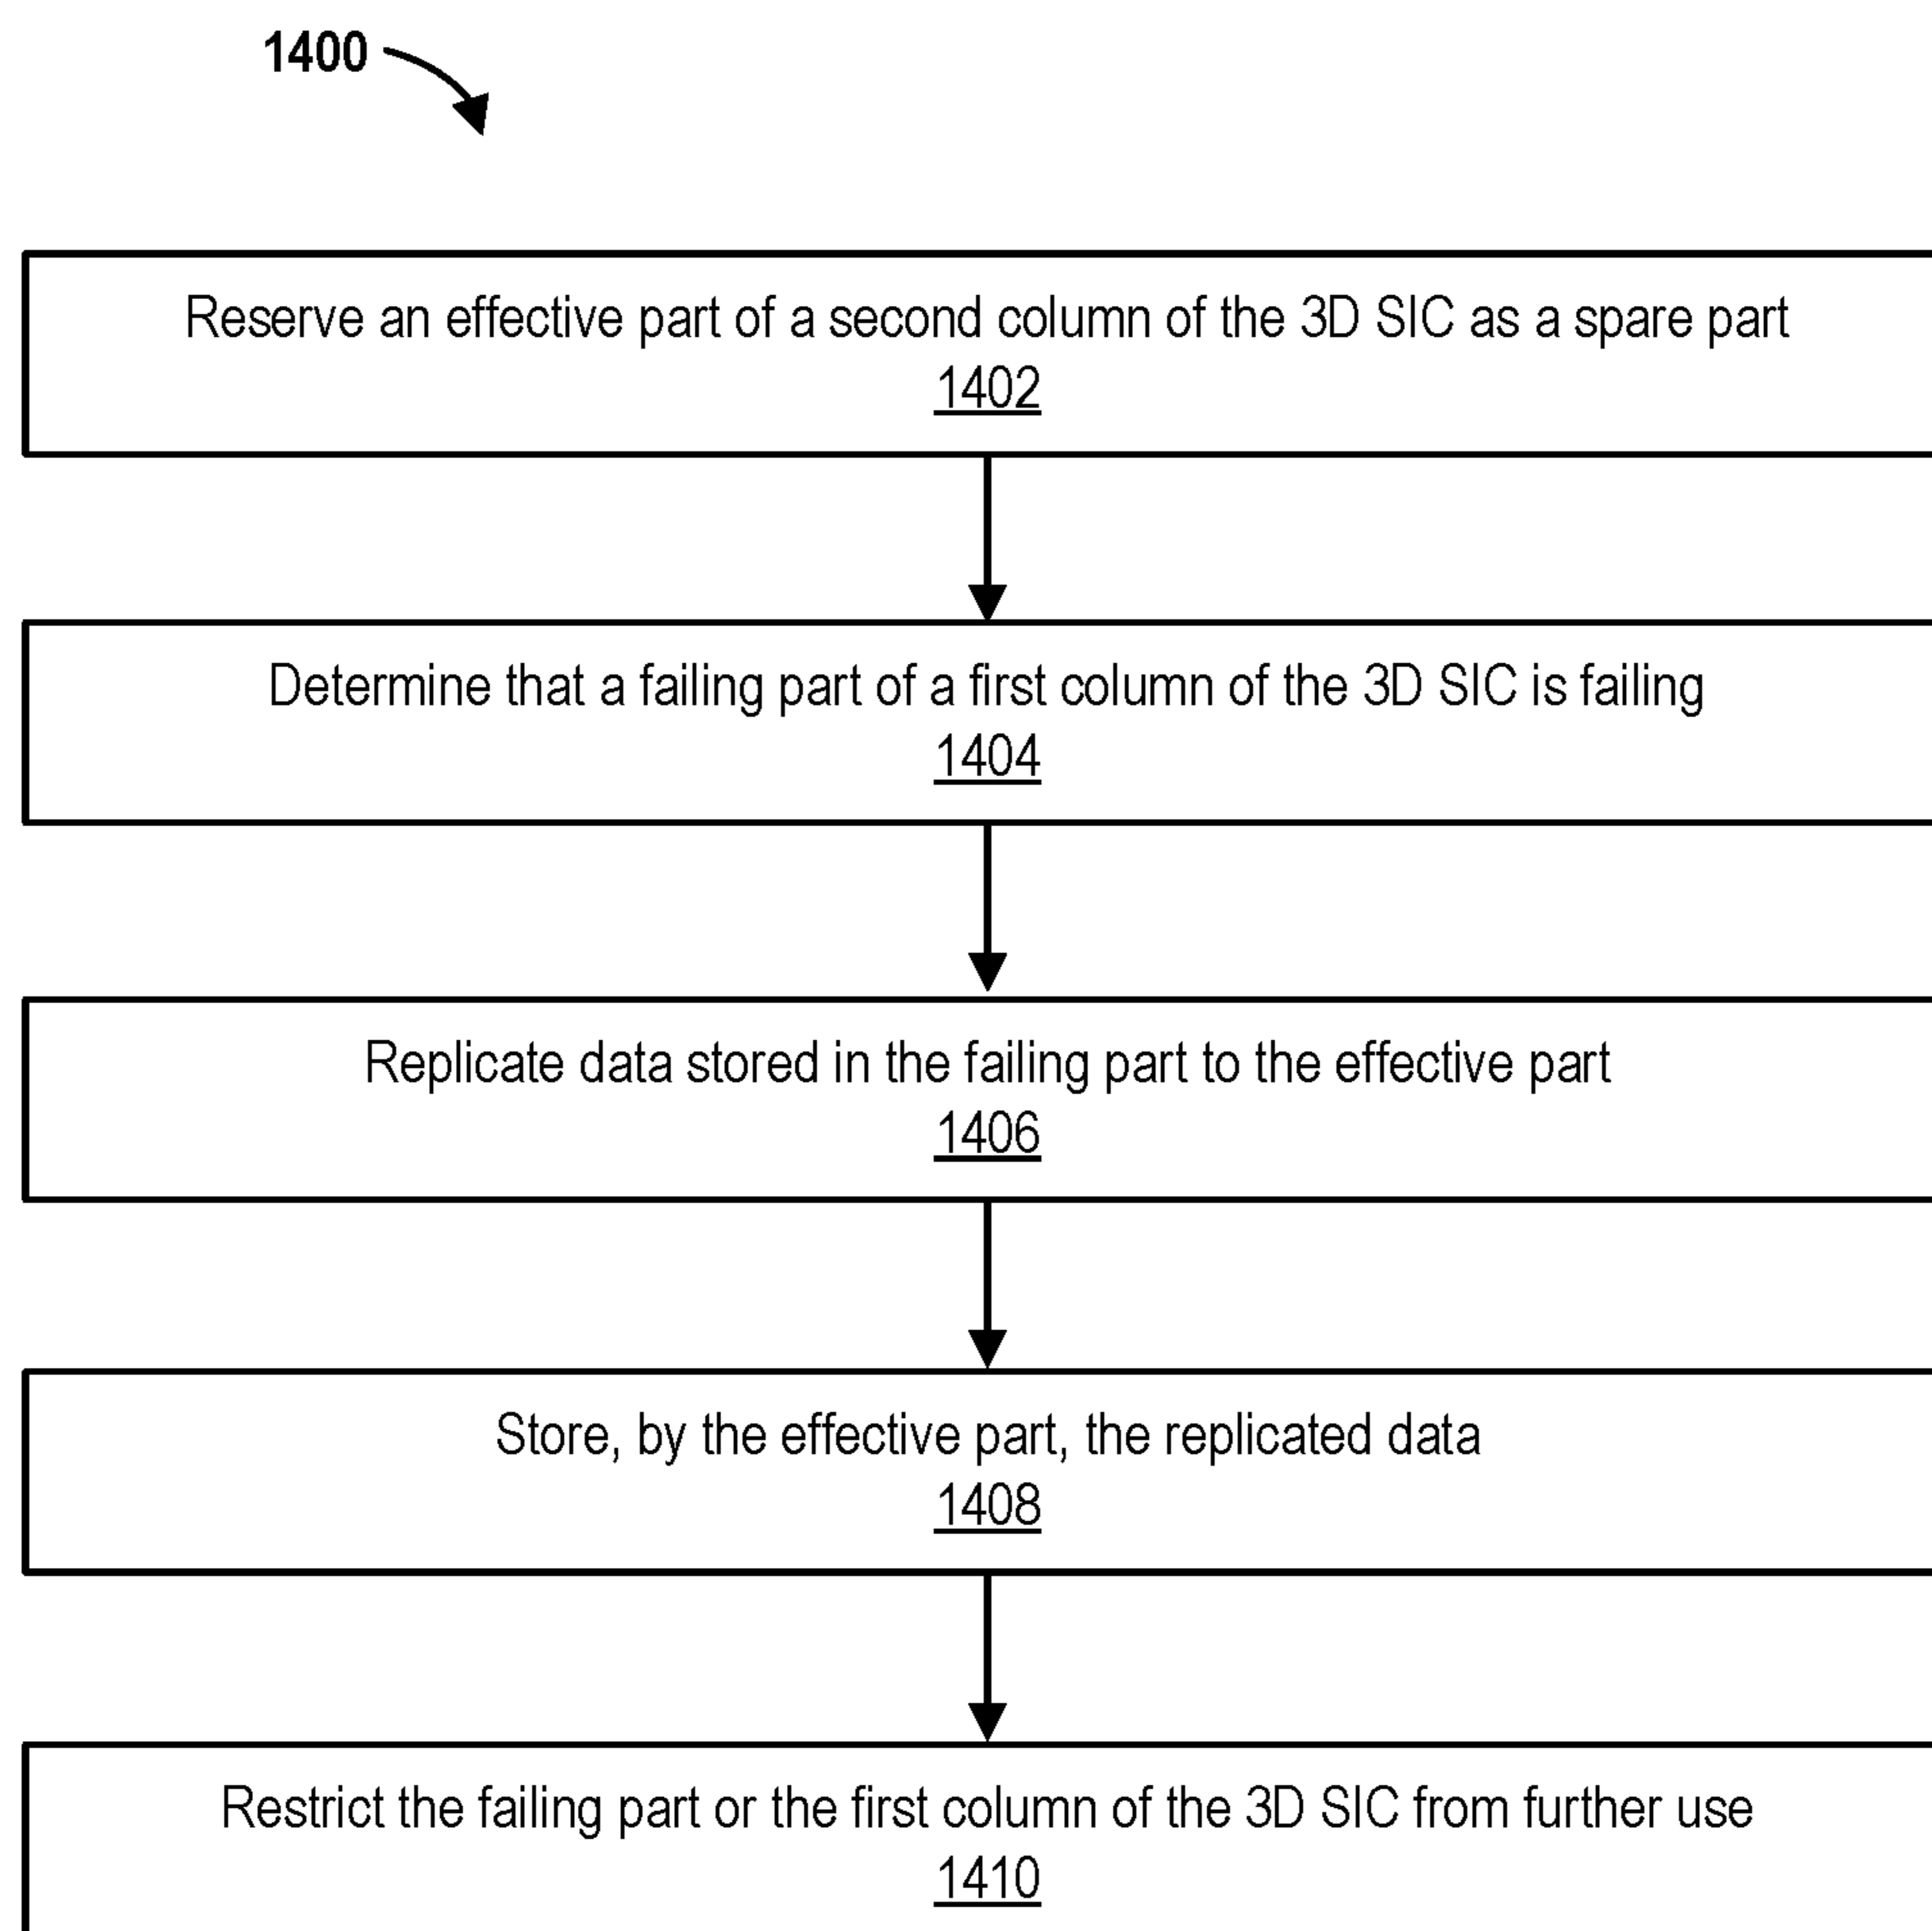 1400
Reserve an effective part of a second column of the 3D SIC as a spare part
1402
Determine that a failing part of a first column of the 3D SIC is failing
1404
Replicate data stored in the failing part to the effective part
1406
Store, by the effective part, the replicated data
1408
Restrict the failing part or the first column of the 3D SIC from further use
1410